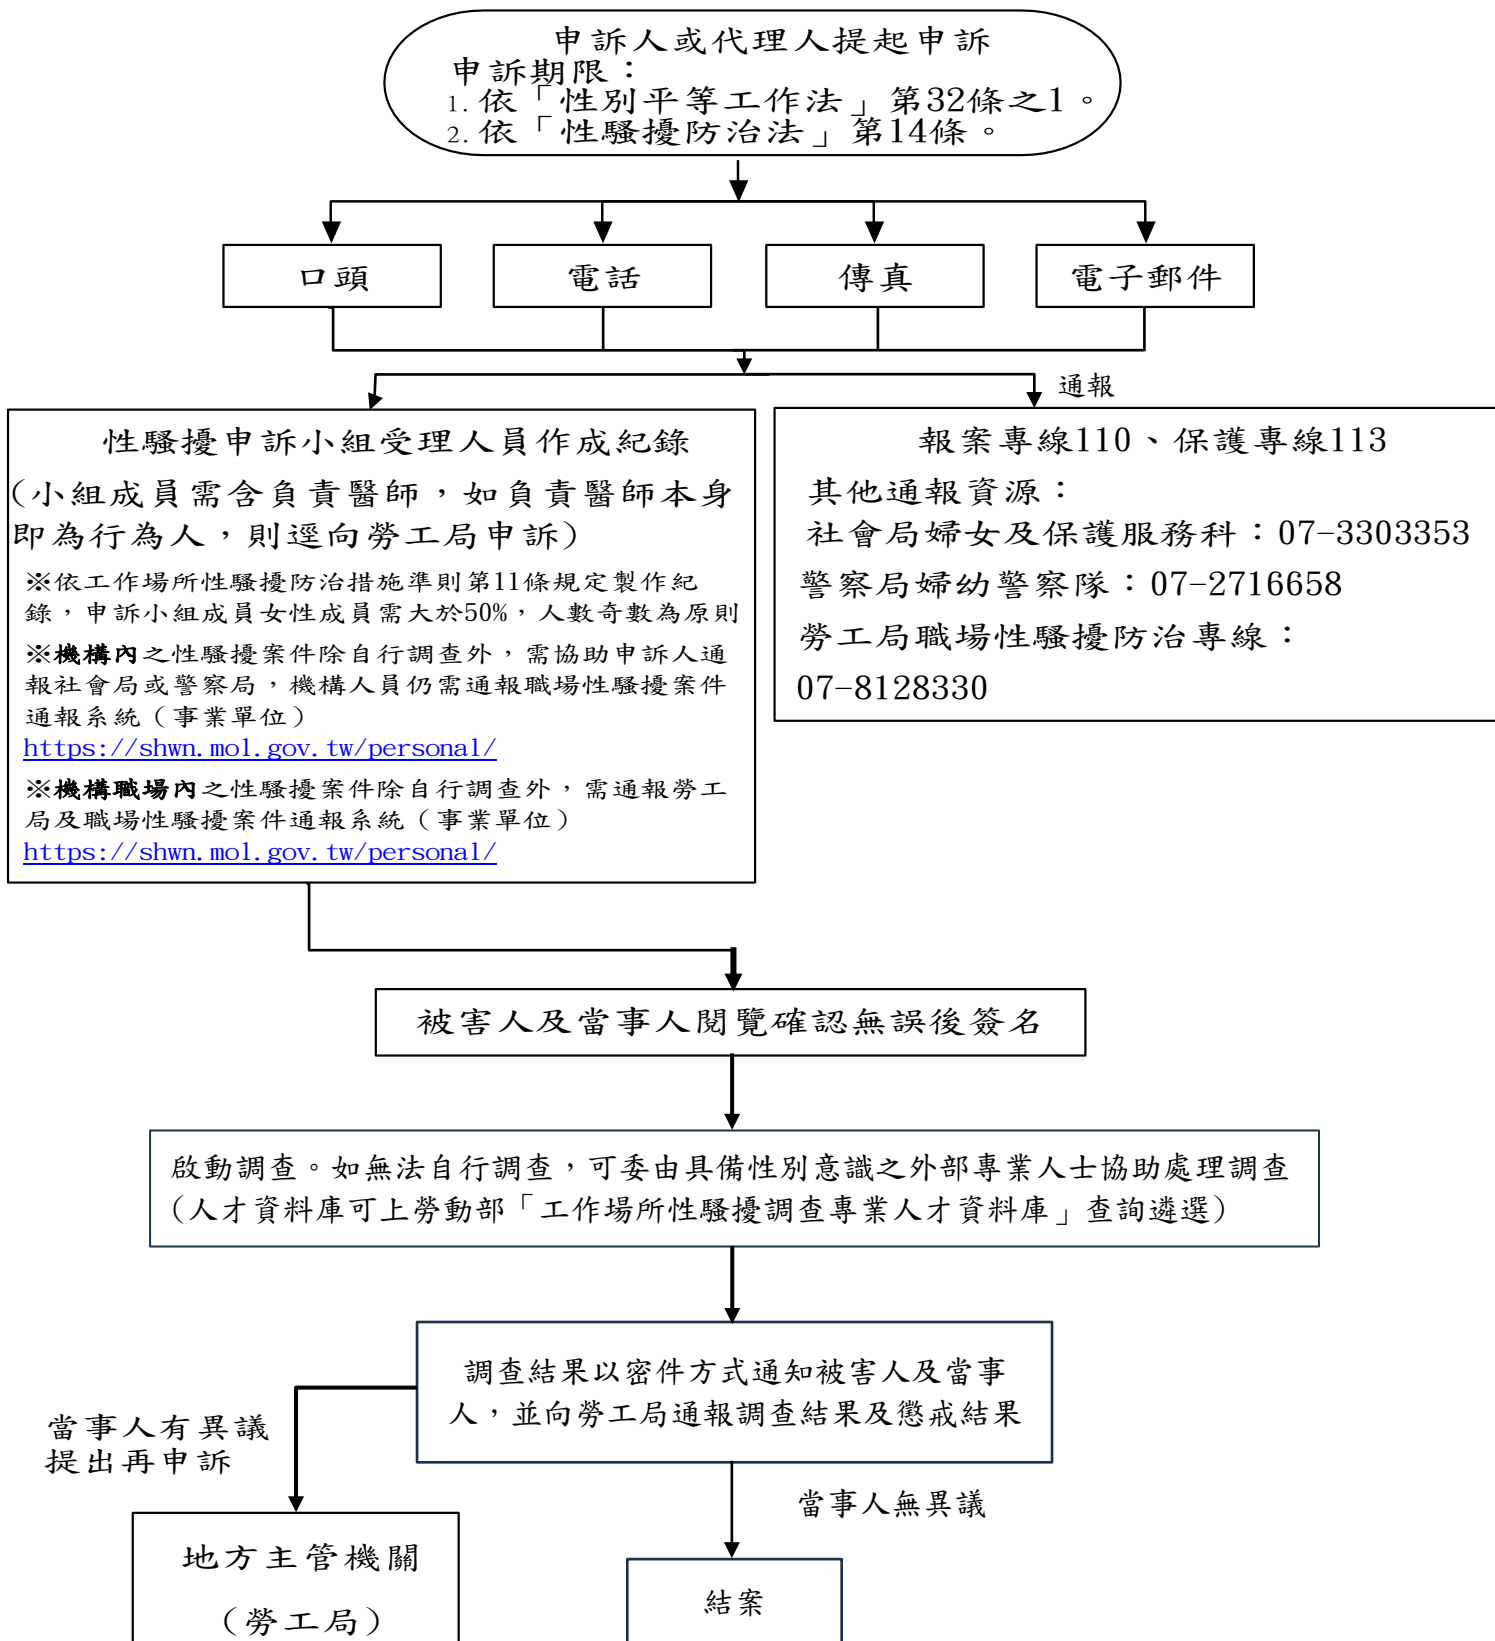 申訴人或代理人提起申訴
申訴期限：
1.依「性別平等工作法」第32條之1。
2.依「性騷擾防治法」第14條。
口頭
電話
傳真
電子郵件
通報
性騷擾申訴小組受理人員作成紀錄
(小組成員需含負責醫師，如負責醫師本身
即為行為人，則逕向勞工局申訴)
※依工作場所性騷擾防治措施準則第11條規定製作紀
錄，申訴小組成員女性成員需大於50%，人數奇數為原則
※機構內之性騷擾案件除自行調查外，需協助申訴人通
報社會局或警察局，機構人員仍需通報職場性騷擾案件
通報系統（事業單位）
https://shwn.mol.gov.tw/personal/
※機構職場內之性騷擾案件除自行調查外，需通報勞工
局及職場性騷擾案件通報系統（事業單位）
https://shwn.mol.gov.tw/personal/
報案專線110、保護專線113
其他通報資源：
社會局婦女及保護服務科：07-3303353
警察局婦幼警察隊：07-2716658
勞工局職場性騷擾防治專線：
07-8128330
被害人及當事人閱覽確認無誤後簽名
啟動調查。如無法自行調查，可委由具備性別意識之外部專業人士協助處理調查
(人才資料庫可上勞動部「工作場所性騷擾調查專業人才資料庫」查詢遴選)
調查結果以密件方式通知被害人及當事
人，並向勞工局通報調查結果及懲戒結果
當事人有異議
提出再申訴
當事人無異議
地方主管機關
（勞工局）
結案